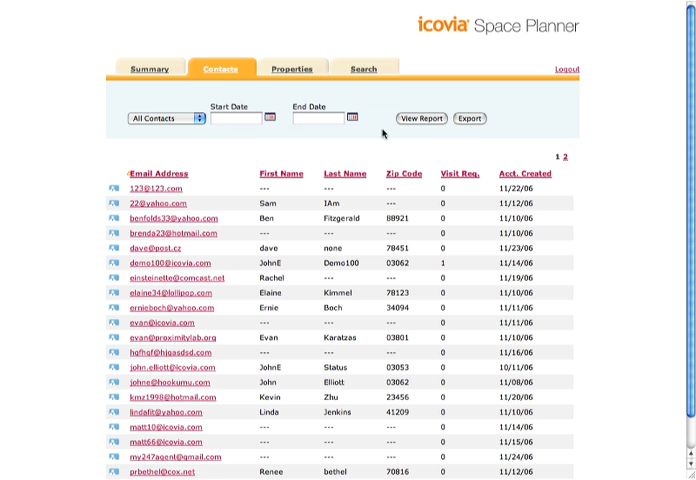 icovia® Space Planner
Summary Contacts Properties Search Logout
Start Date End Date
All Contacts View Report Export
1 2
Email Address First Name Last Name Zip Code Visit Req. Acct. Created
123@123.com --- --- --- 0 11/22/06
22@yahoo.com Sam IAm --- 0 11/12/06
benfolds33@yahoo.com Ben Fitzgerald 88921 0 11/10/06
brenda23@hotmail.com --- --- --- 0 11/10/06
dave@post.cz dave none 78451 0 11/23/06
demo100@icovia.com JohnE Demo100 03062 1 11/14/06
einsteinette@comcast.net Rachel --- --- 0 11/19/06
elaine34@lollipop.com Elaine Kimmel 78123 0 11/10/06
ernieboch@yahoo.com Ernie Boch 34094 0 11/11/06
evan@icovia.com --- --- --- 0 11/11/06
evan@proximitylab.org Evan Karatzas 03801 0 11/10/06
--- --- --- 0 11/16/06
john.elliott@icovia.com JohnE Status 03053 0 10/11/06
johne@hookumu.com John Elliott 03062 0 11/08/06
kmz1998@hotmail.com Kevin Zhu 23456 0 11/20/06
lindafit@yahoo.com Linda Jenkins 41209 0 11/10/06
matt10@icovia.com --- --- --- 0 11/14/06
matt66@icovia.com --- --- --- 0 11/15/06
my247agent@gmail.com --- --- --- 0 11/24/06
prbethel@cox.net Renee bethel 70816 0 11/12/06